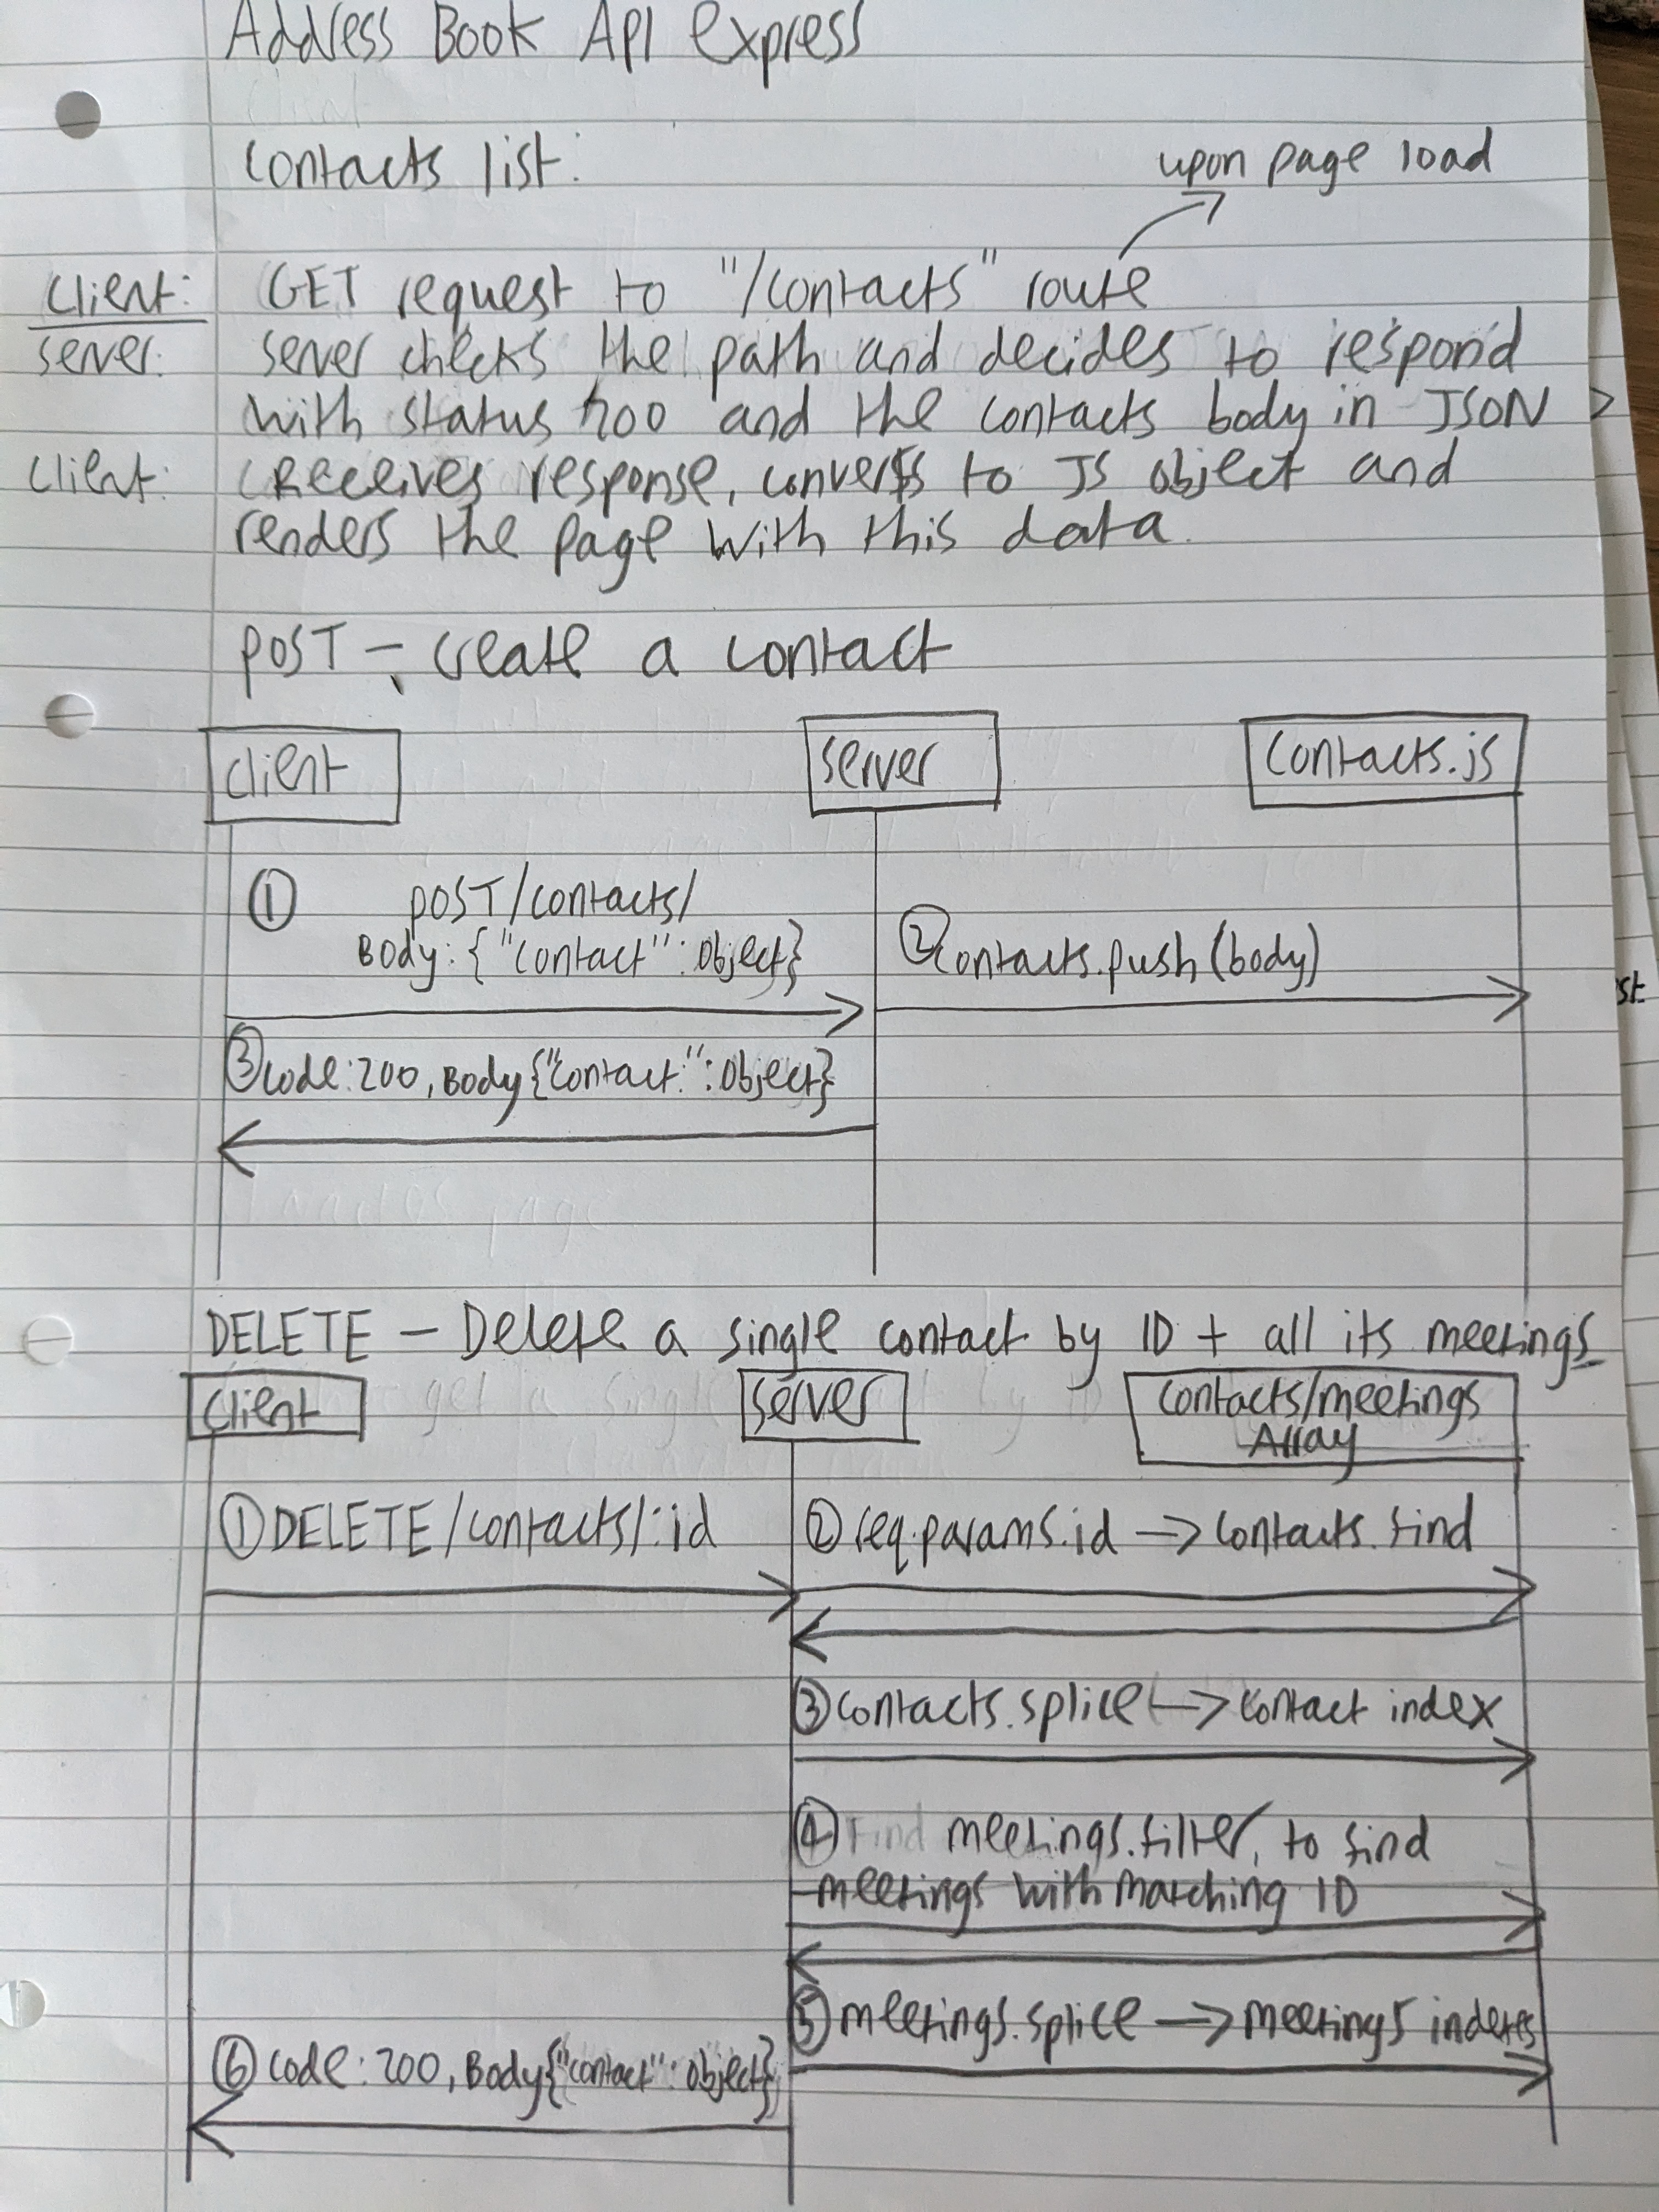 Address Book API Express
Contacts list:
upon page load
Client: GET request to "/contacts" route
Server: Server checks the path and decides to respond
with status 200 and the contacts body in JSON
Client: Receives response, converts to JS object and
renders the page with this data.
POST - create a contact
Client
Server
Contacts.js
① POST/contacts/
Body: {"contact": Object}
② Contacts.push(body)
③ Code: 200, Body{"contact": Object}
DELETE - Delete a single contact by ID + all its meetings
Client
Server
Contacts/meetings
Array
① DELETE/contacts/:id
② req.params.id -> contacts.find
③ contacts.splice -> contact index
④ Find meetings.filter, to find
meetings with matching ID
⑤ meetings.splice -> meetings indexes
⑥ Code: 200, Body{"contact": Object}
st